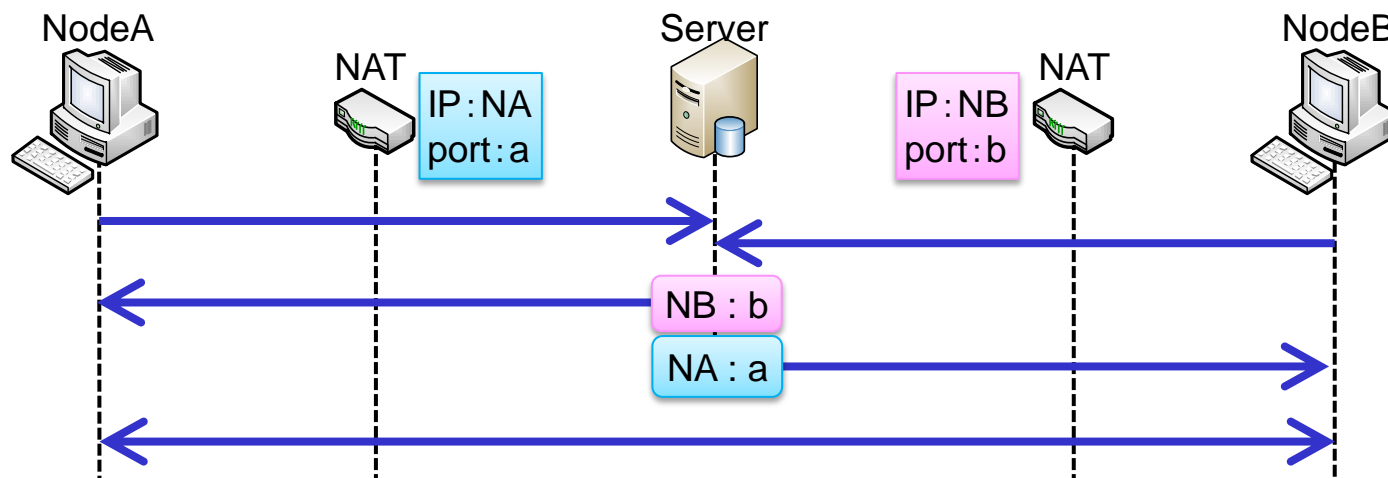 NodeA
Server
NodeB
NAT
NAT
IP:NA
port:a
IP:NB
port:b
NB : b
NA : a